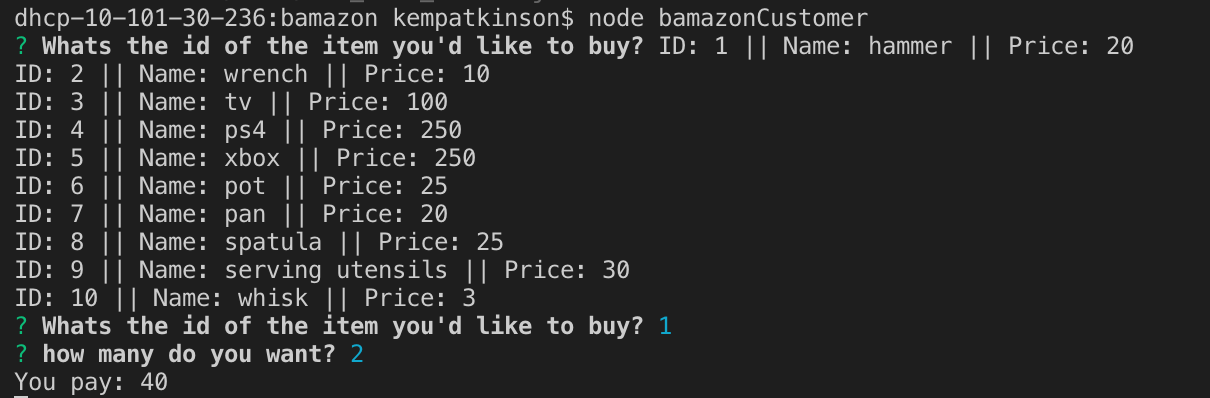 dhcp-10-101-30-236:bamazon kempatkinson$ node bamazonCustomer
? Whats the id of the item you'd like to buy? ID: 1 || Name: hammer || Price: 20
ID: 2 || Name: wrench || Price: 10
ID: 3 || Name: tv || Price: 100
ID: 4 || Name: ps4 || Price: 250
ID: 5 || Name: xbox || Price: 250
ID: 6 || Name: pot || Price: 25
ID: 7 || Name: pan || Price: 20
ID: 8 || Name: spatula || Price: 25
ID: 9 || Name: serving utensils || Price: 30
ID: 10 || Name: whisk || Price: 3
? Whats the id of the item you'd like to buy? 1
? how many do you want? 2
You pay: 40